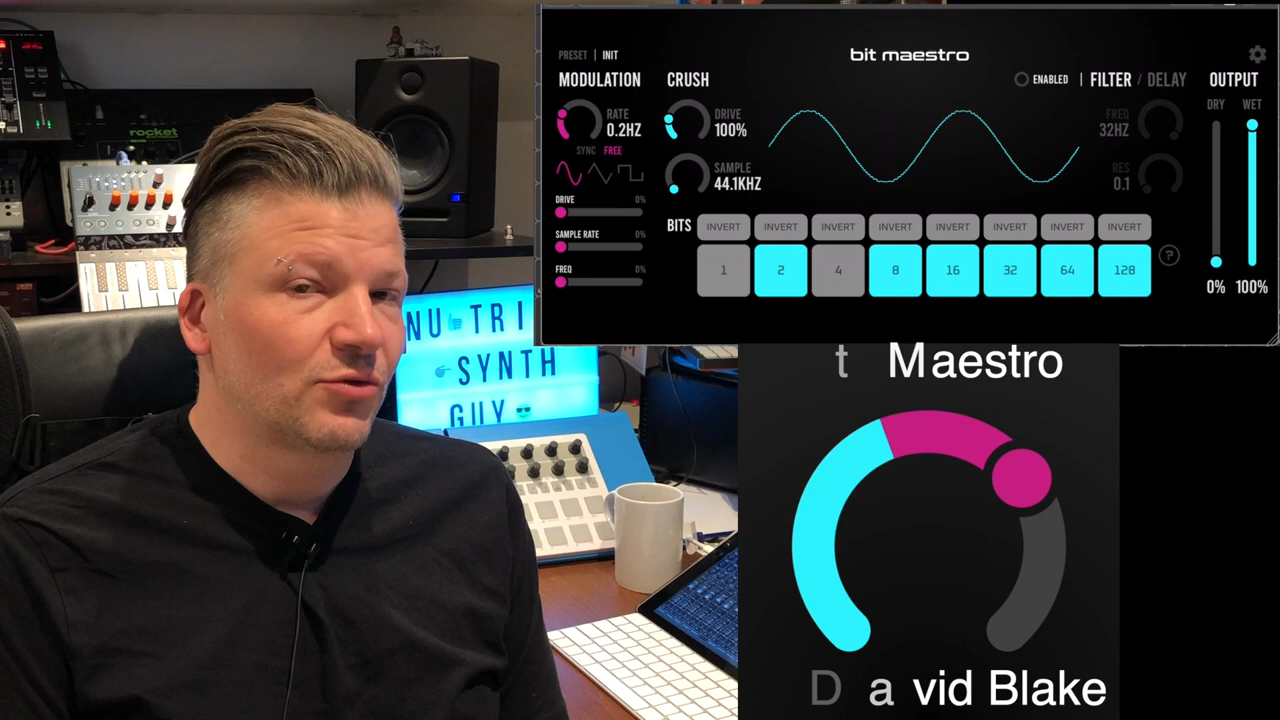 bit maestro
PRESET | INIT
MODULATION
CRUSH
ENABLED | FILTER / DELAY
OUTPUT
DRY WET
RATE
0.2HZ
SYNC FREE
DRIVE
100%
SAMPLE
44.1KHZ
FREQ
32HZ
RES
0.1
DRIVE 0%
SAMPLE RATE 0%
FREQ 0%
BITS
INVERT INVERT INVERT INVERT INVERT INVERT INVERT INVERT
1 2 4 8 16 32 64 128
?
0% 100%
rocket
NU TRI
SYNTH
GUY
t Maestro
D a vid Blake